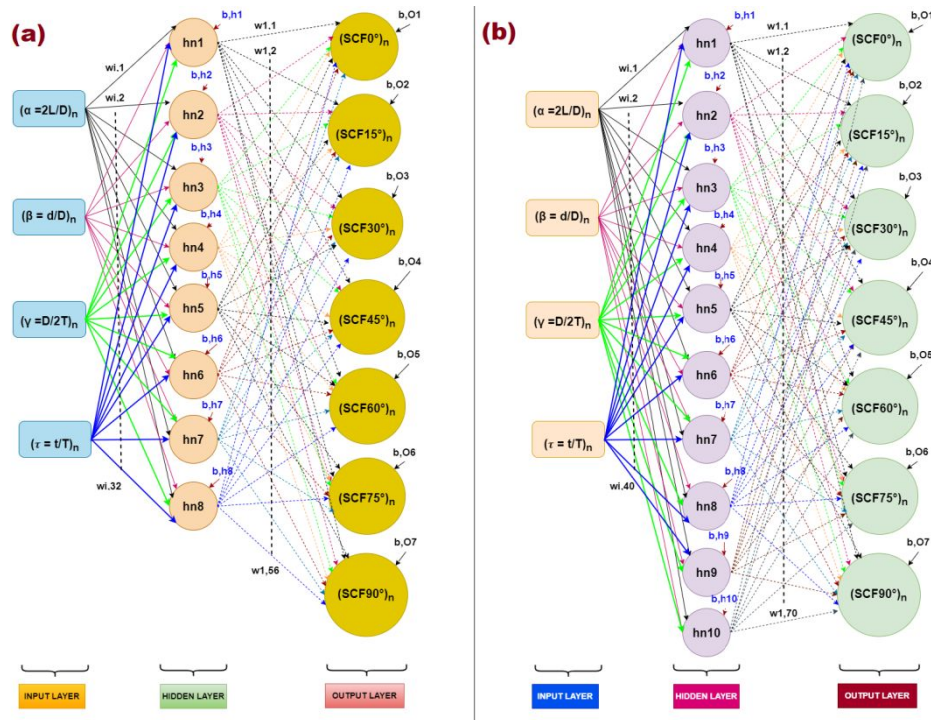 (a)
b,h1
hn1
w1.1
(SCF0°)n
b,O1
wi.1
b,h2
w1,2
wi.2
(α =2L/D)n
hn2
(SCF15°)n
b,O2
b,h3
hn3
b,O3
(β = d/D)n
b,h4
hn4
(SCF30°)n
b,O4
b,h5
hn5
(γ =D/2T)n
(SCF45°)n
b,h6
b,O5
hn6
(SCF60°)n
b,h7
(τ = t/T)n
hn7
b,O6
wi.32
b,h8
(SCF75°)n
hn8
b,O7
w1,56
(SCF90°)n
INPUT LAYER
HIDDEN LAYER
OUTPUT LAYER
(b)
b,h1
hn1
w1.1
(SCF0°)n
b,O1
w1,2
wi.1
b,h2
wi.2
(α =2L/D)n
hn2
(SCF15°)n
b,O2
b,h3
hn3
b,O3
(β = d/D)n
b,h4
hn4
(SCF30°)n
b,O4
b,h5
hn5
(γ =D/2T)n
(SCF45°)n
b,h6
b,O5
hn6
(SCF60°)n
b,h7
(τ = t/T)n
hn7
b,O6
b,h8
wi.40
(SCF75°)n
hn8
b,h9
b,O7
hn9
b,h10
(SCF90°)n
w1,70
hn10
INPUT LAYER
HIDDEN LAYER
OUTPUT LAYER